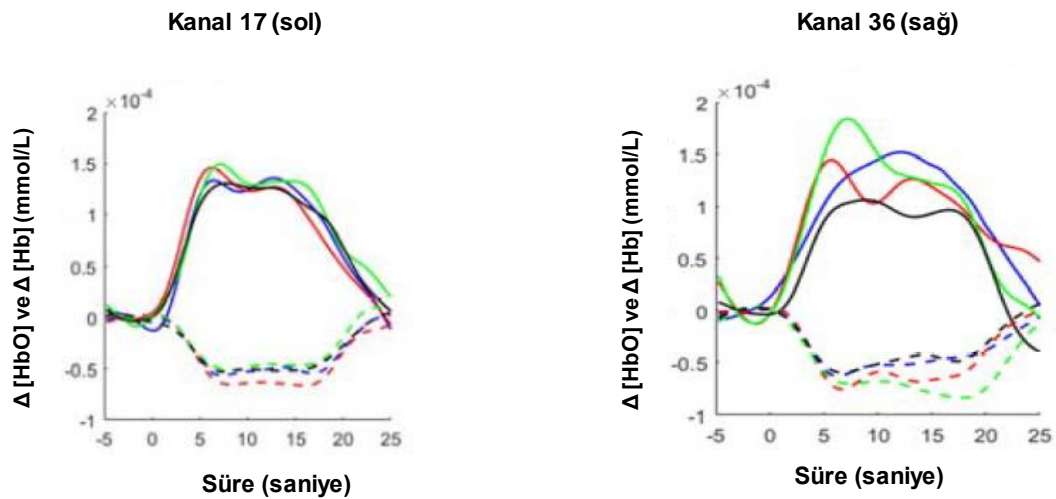 Kanal 17 (sol)
Kanal 36 (sağ)
Δ [HbO] ve Δ [Hb] (mmol/L)
×10⁻⁴
2
1.5
1
0.5
0
-0.5
-1
-5 0 5 10 15 20 25
Süre (saniye)
Δ [HbO] ve Δ [Hb] (mmol/L)
×10⁻⁴
2
1.5
1
0.5
0
-0.5
-1
-5 0 5 10 15 20 25
Süre (saniye)